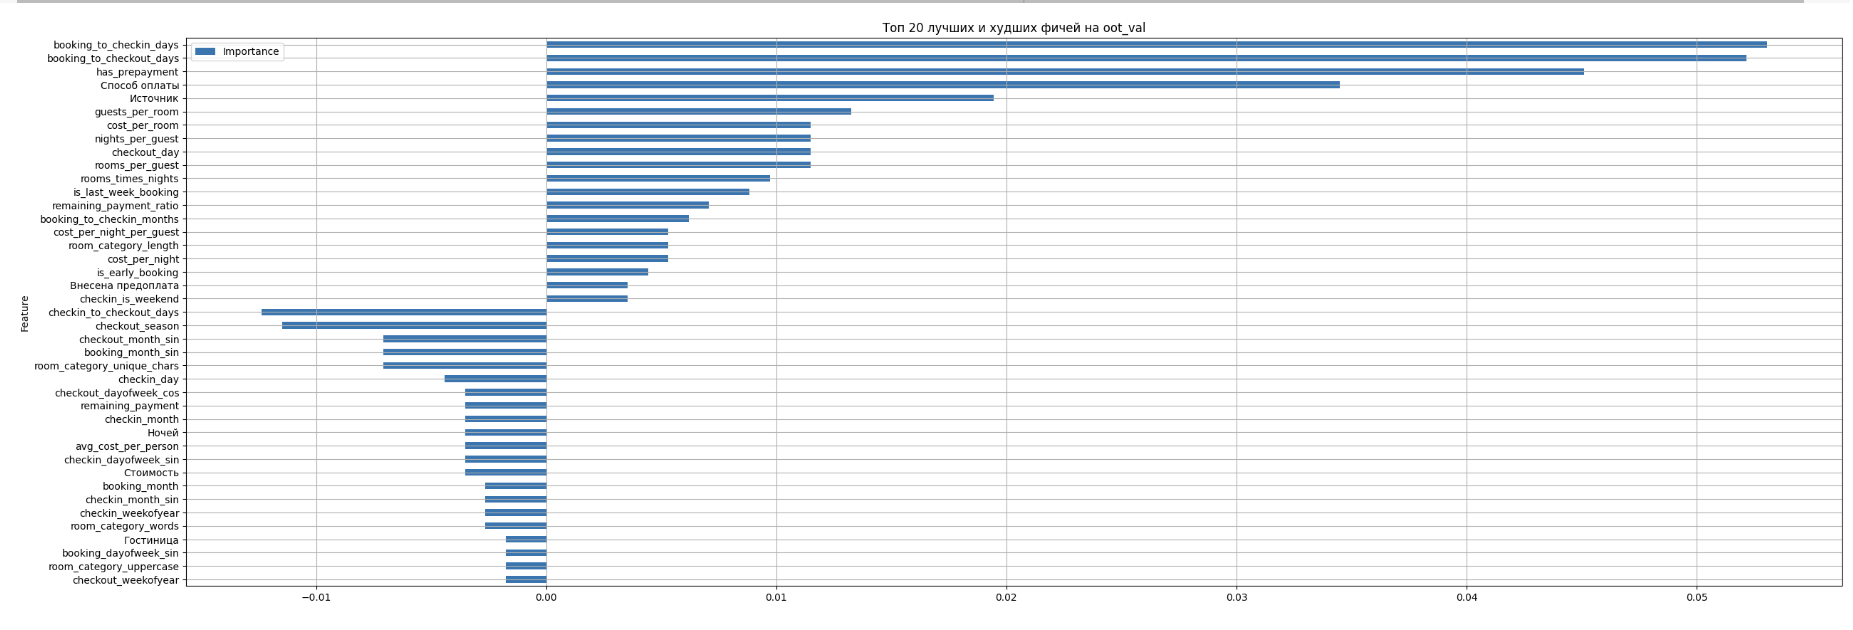 Топ 20 лучших и худших фичей на oot_val
Importance
booking_to_checkin_days
booking_to_checkout_days
has_prepayment
Способ оплаты
Источник
guests_per_room
cost_per_room
nights_per_guest
checkout_day
rooms_per_guest
rooms_times_nights
is_last_week_booking
remaining_payment_ratio
booking_to_checkin_months
cost_per_night_per_guest
room_category_length
cost_per_night
is_early_booking
Внесена предоплата
checkin_is_weekend
checkin_to_checkout_days
checkout_season
checkout_month_sin
booking_month_sin
room_category_unique_chars
checkin_day
checkout_dayofweek_cos
remaining_payment
checkin_month
Ночей
avg_cost_per_person
checkin_dayofweek_sin
Стоимость
booking_month
checkin_month_sin
checkin_weekofyear
room_category_words
Гостиница
booking_dayofweek_sin
room_category_uppercase
checkout_weekofyear
Feature
−0.01 0.00 0.01 0.02 0.03 0.04 0.05